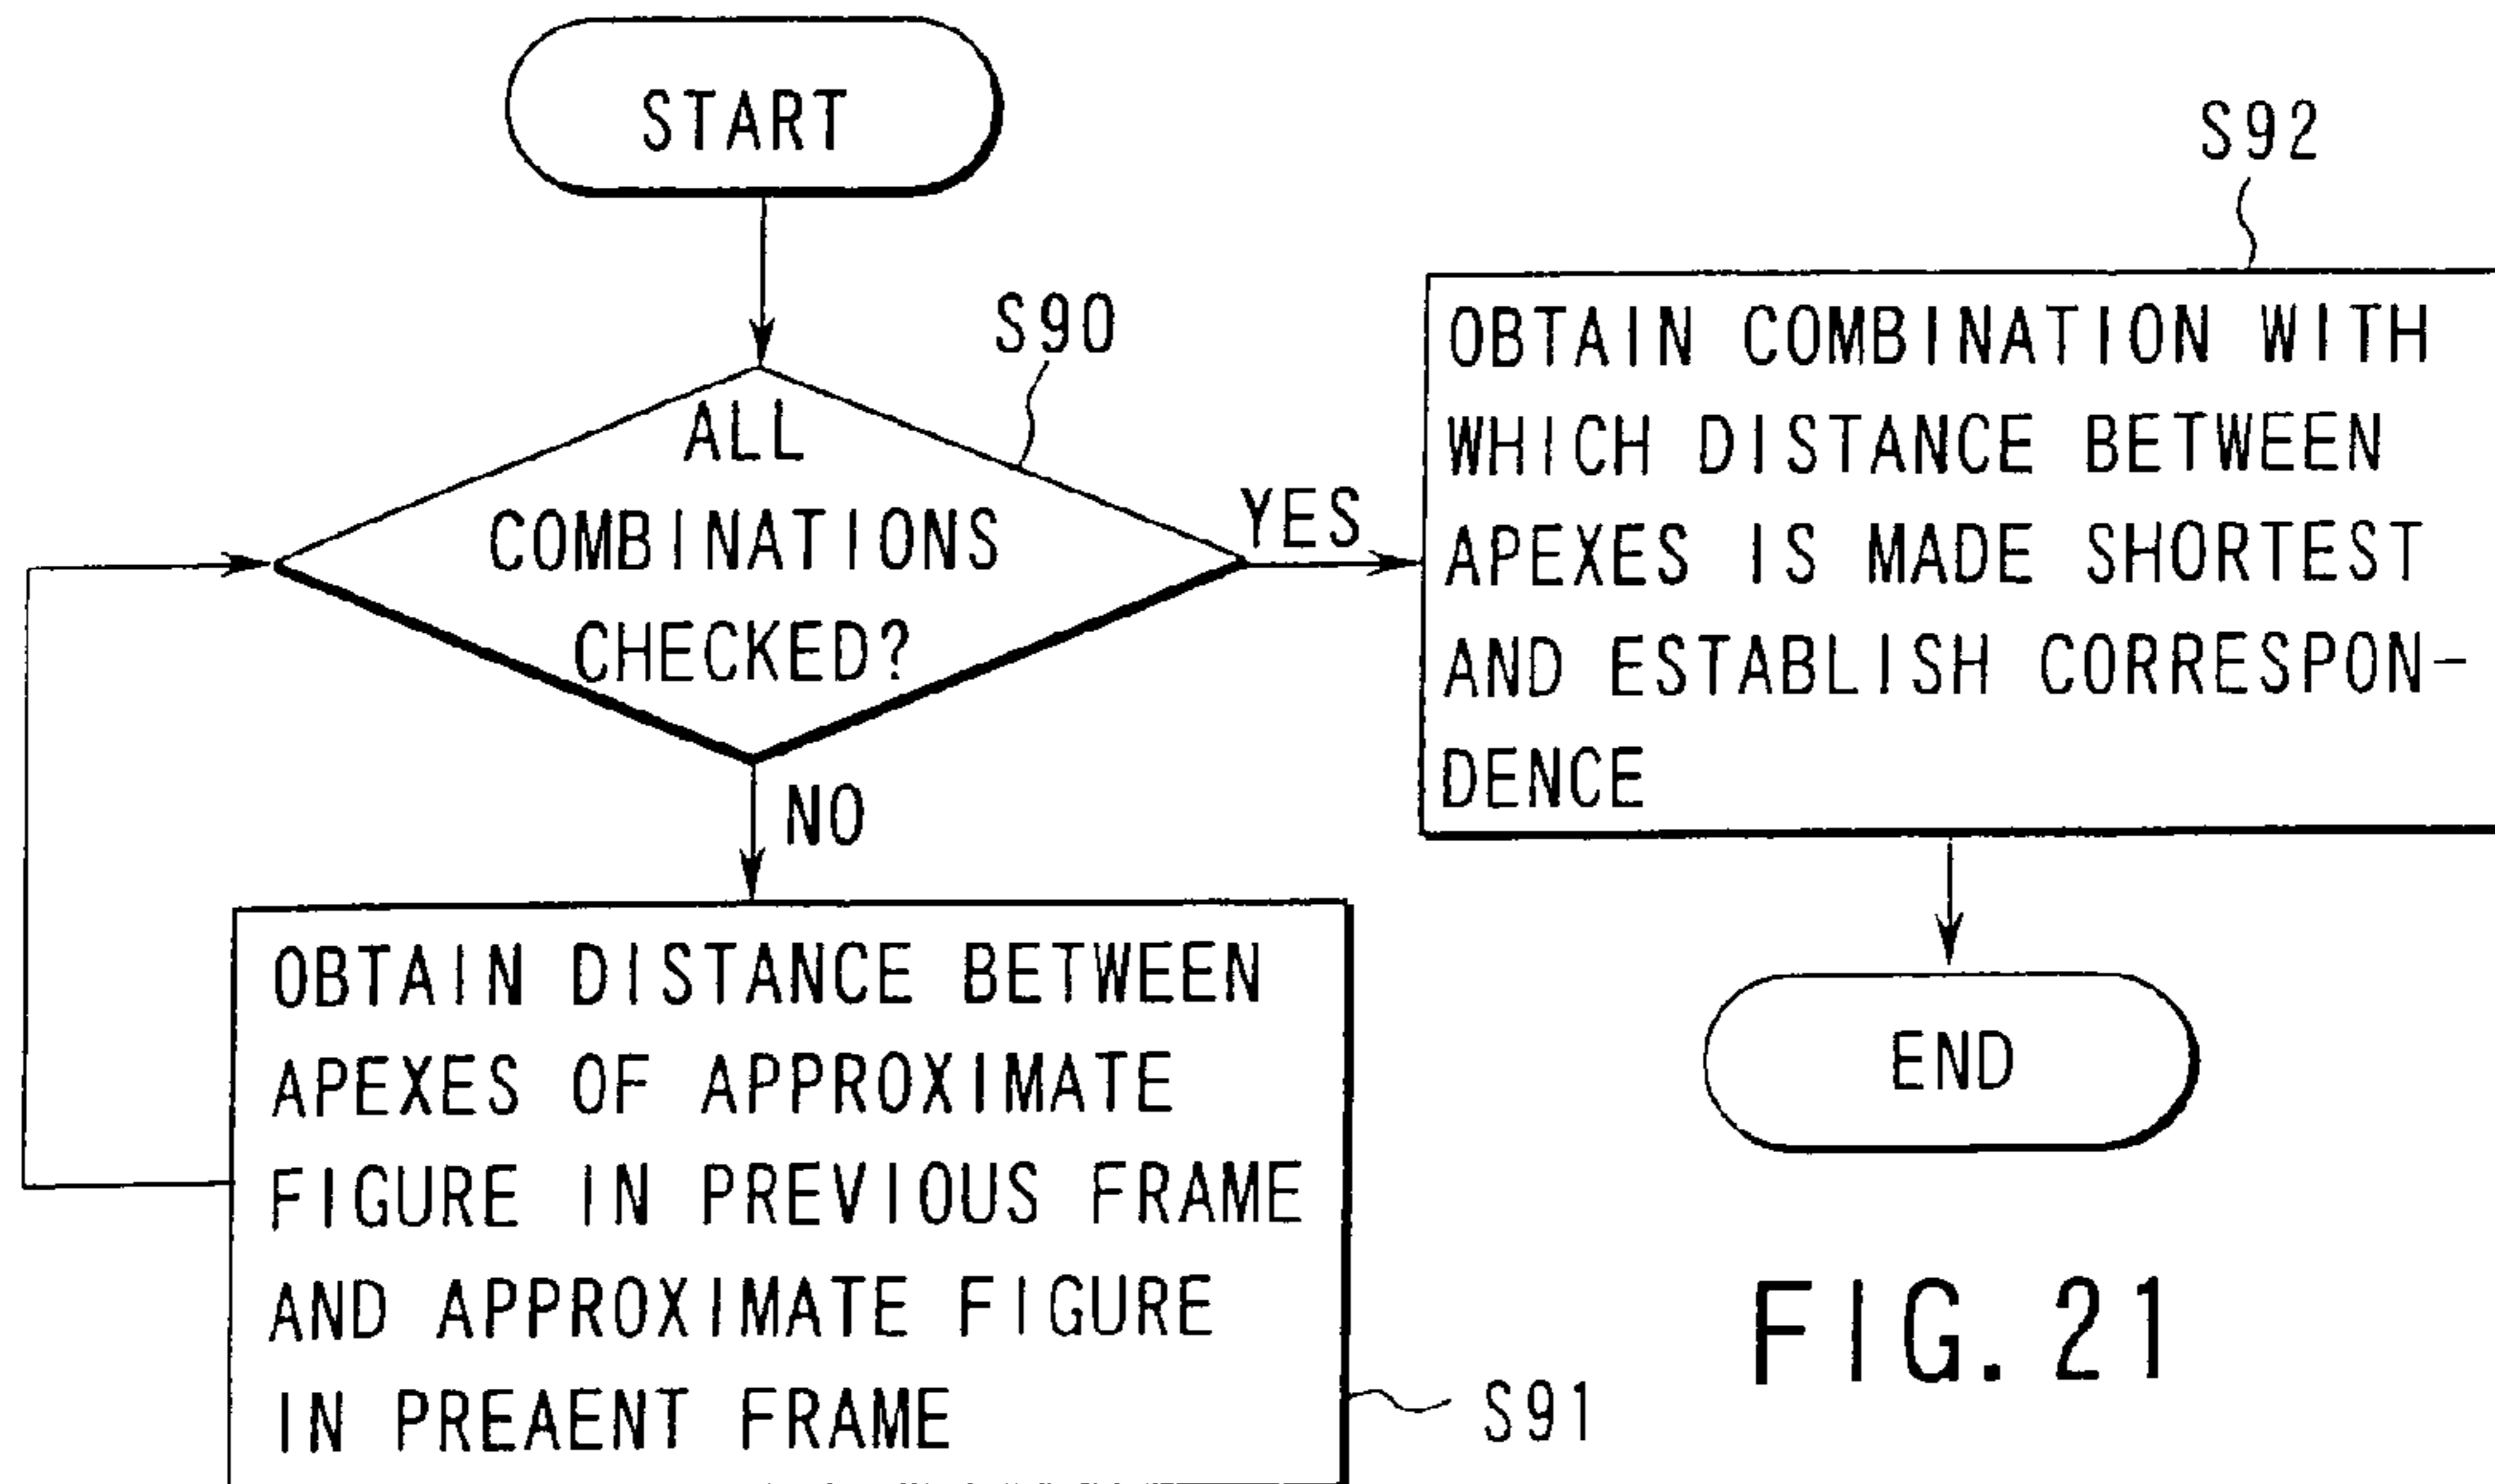 START
S90
ALL
COMBINATIONS
CHECKED?
YES
NO
S92
OBTAIN COMBINATION WITH
WHICH DISTANCE BETWEEN
APEXES IS MADE SHORTEST
AND ESTABLISH CORRESPON-
DENCE
END
OBTAIN DISTANCE BETWEEN
APEXES OF APPROXIMATE
FIGURE IN PREVIOUS FRAME
AND APPROXIMATE FIGURE
IN PREAENT FRAME
S91
FIG. 21